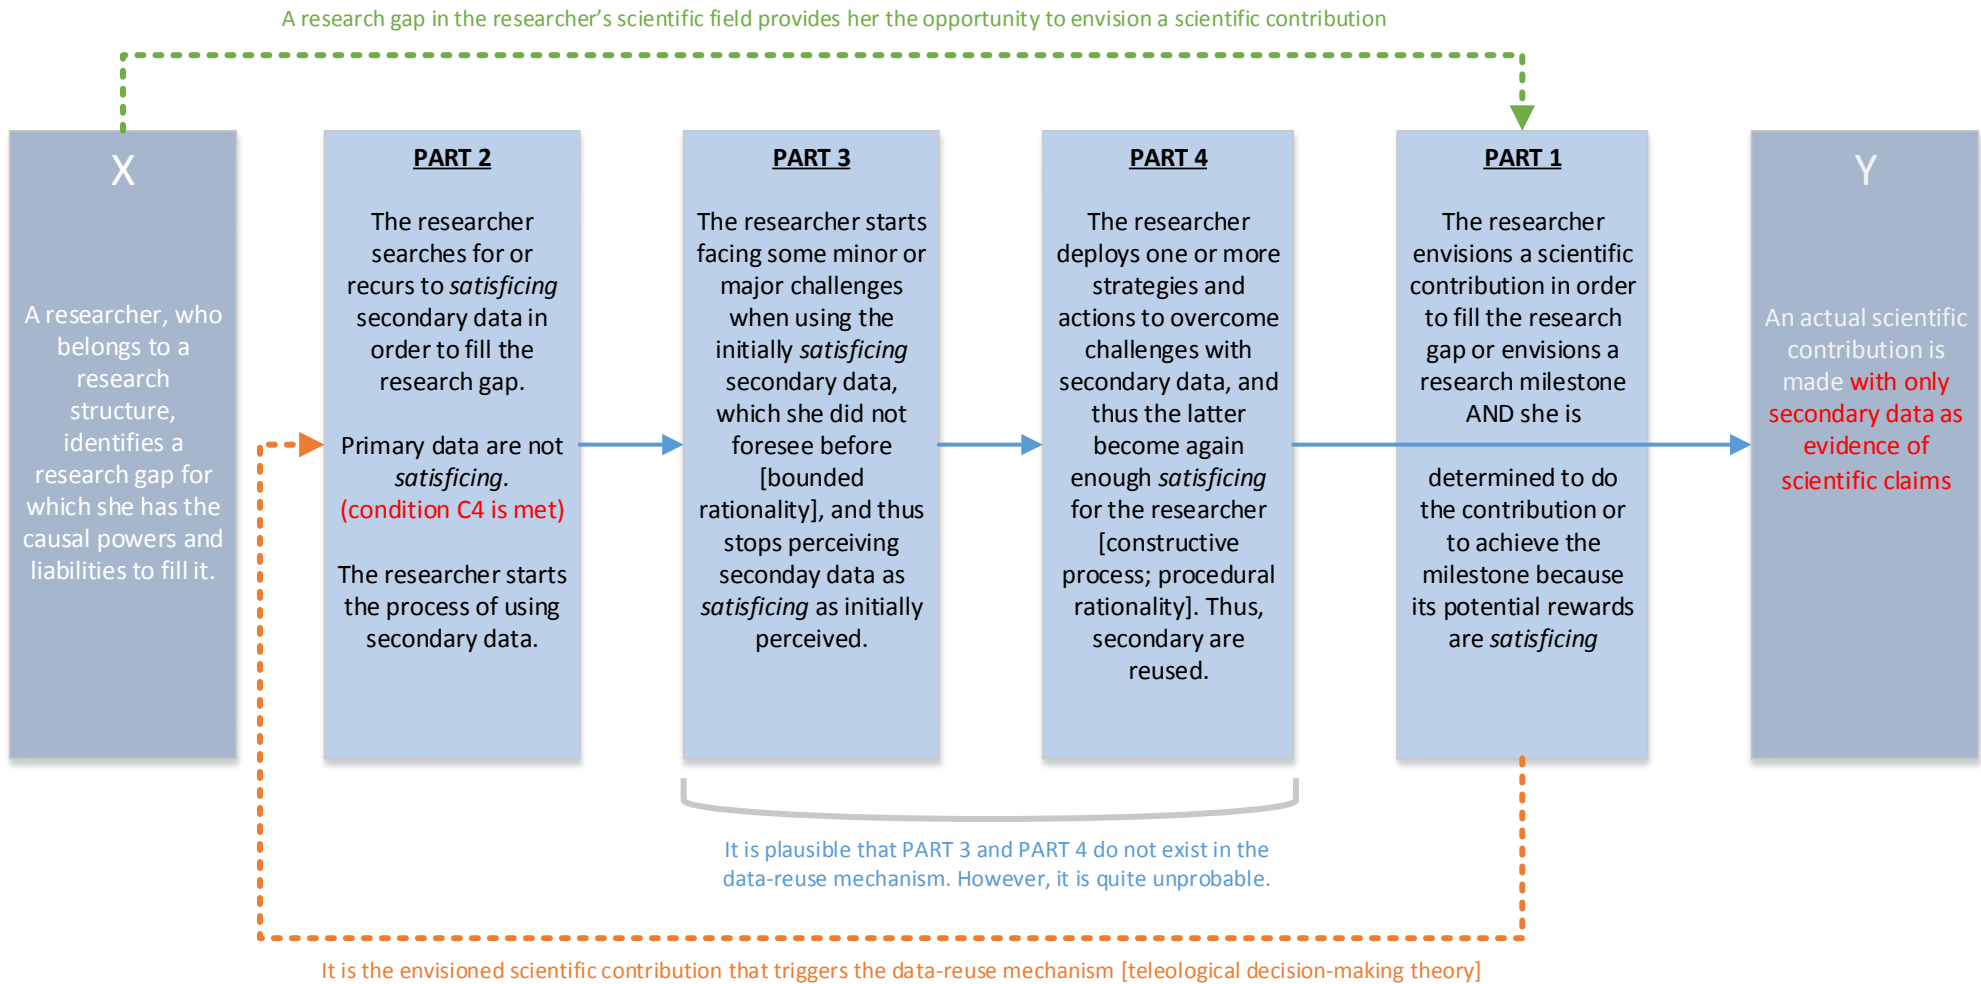 A research gap in the researcher's scientific field provides her the opportunity to envision a scientific contribution
X
A researcher, who
belongs to a
research
structure,
identifies a
research gap for
which she has the
causal powers and
liabilities to fill it.
PART 2
The researcher
searches for or
recurs to satisficing
secondary data in
order to fill the
research gap.
Primary data are not
satisficing.
(condition C4 is met)
The researcher starts
the process of using
secondary data.
PART 3
The researcher starts
facing some minor or
major challenges
when using the
initially satisficing
secondary data,
which she did not
foresee before
[bounded
rationality], and thus
stops perceiving
seconday data as
satisficing as initially
perceived.
PART 4
The researcher
deploys one or more
strategies and
actions to overcome
challenges with
secondary data, and
thus the latter
become again
enough satisficing
for the researcher
[constructive
process; procedural
rationality]. Thus,
secondary are
reused.
PART 1
The researcher
envisions a scientific
contribution in order
to fill the research
gap or envisions a
research milestone
AND she is
determined to do
the contribution or
to achieve the
milestone because
its potential rewards
are satisficing
Y
An actual scientific
contribution is
made with only
secondary data as
evidence of
scientific claims
It is plausible that PART 3 and PART 4 do not exist in the
data-reuse mechanism. However, it is quite unprobable.
It is the envisioned scientific contribution that triggers the data-reuse mechanism [teleological decision-making theory]